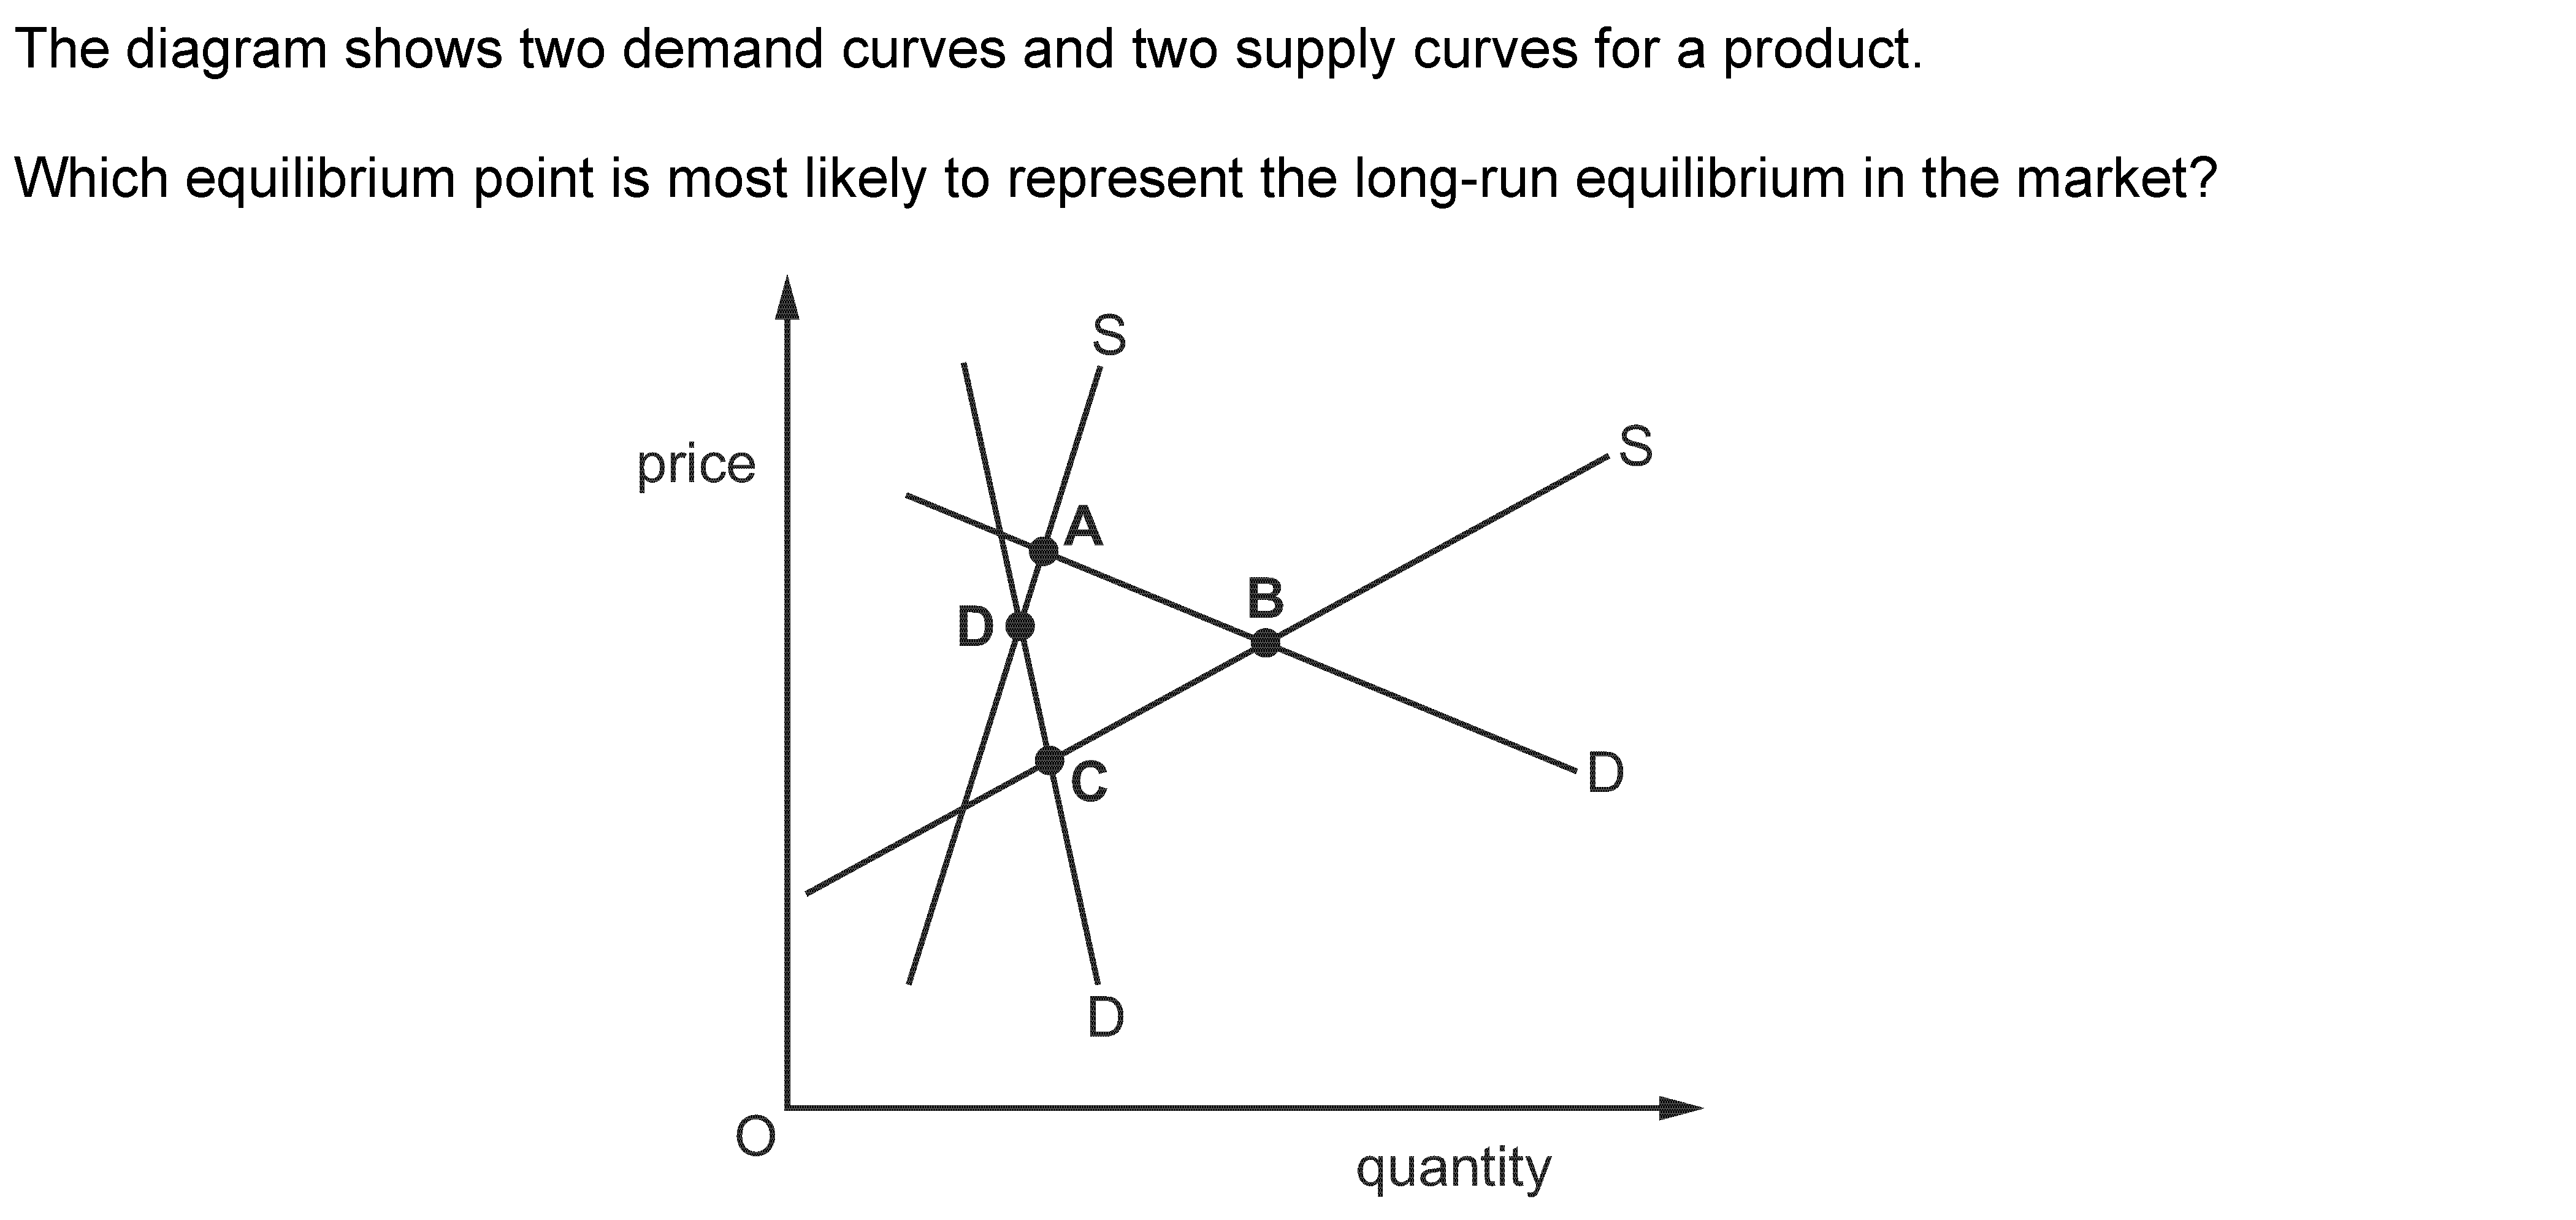 The diagram shows two demand curves and two supply curves for a product.
Which equilibrium point is most likely to represent the long-run equilibrium in the market?
S
S
price
A
B
D
C
D
D
O
quantity